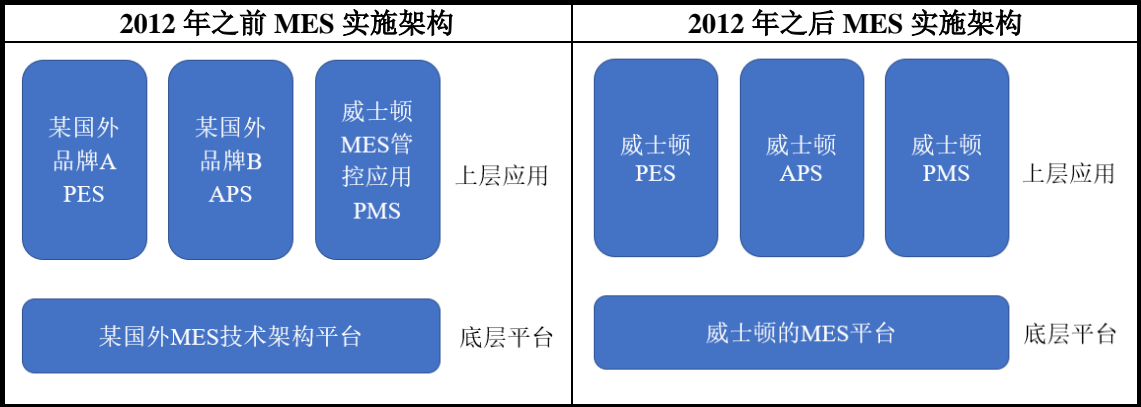 2012 年之前 MES 实施架构
某国外
品牌A
PES
某国外
品牌B
APS
威士顿
MES管
控应用
PMS
上层应用
某国外MES技术架构平台
底层平台
2012 年之后 MES 实施架构
威士顿
PES
威士顿
APS
威士顿
PMS
上层应用
威士顿的MES平台
底层平台